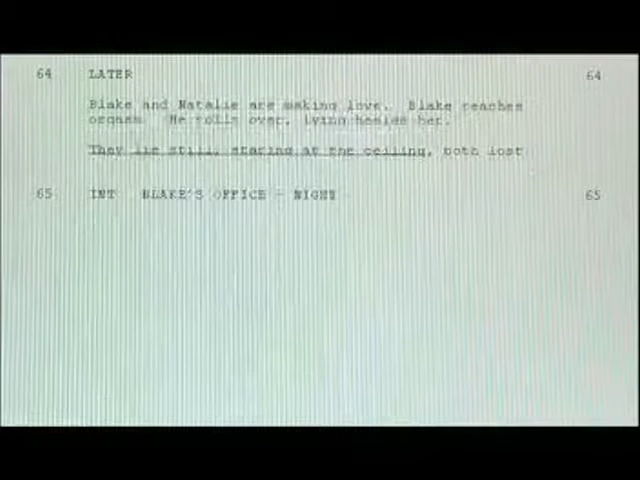 64 LATER 64
Blake and Natalie are making love. Blake reaches
orgasm. He rolls over, lying beside her.
They lie still, staring at the ceiling, both lost
65 INT BLAKE'S OFFICE - NIGHT 65